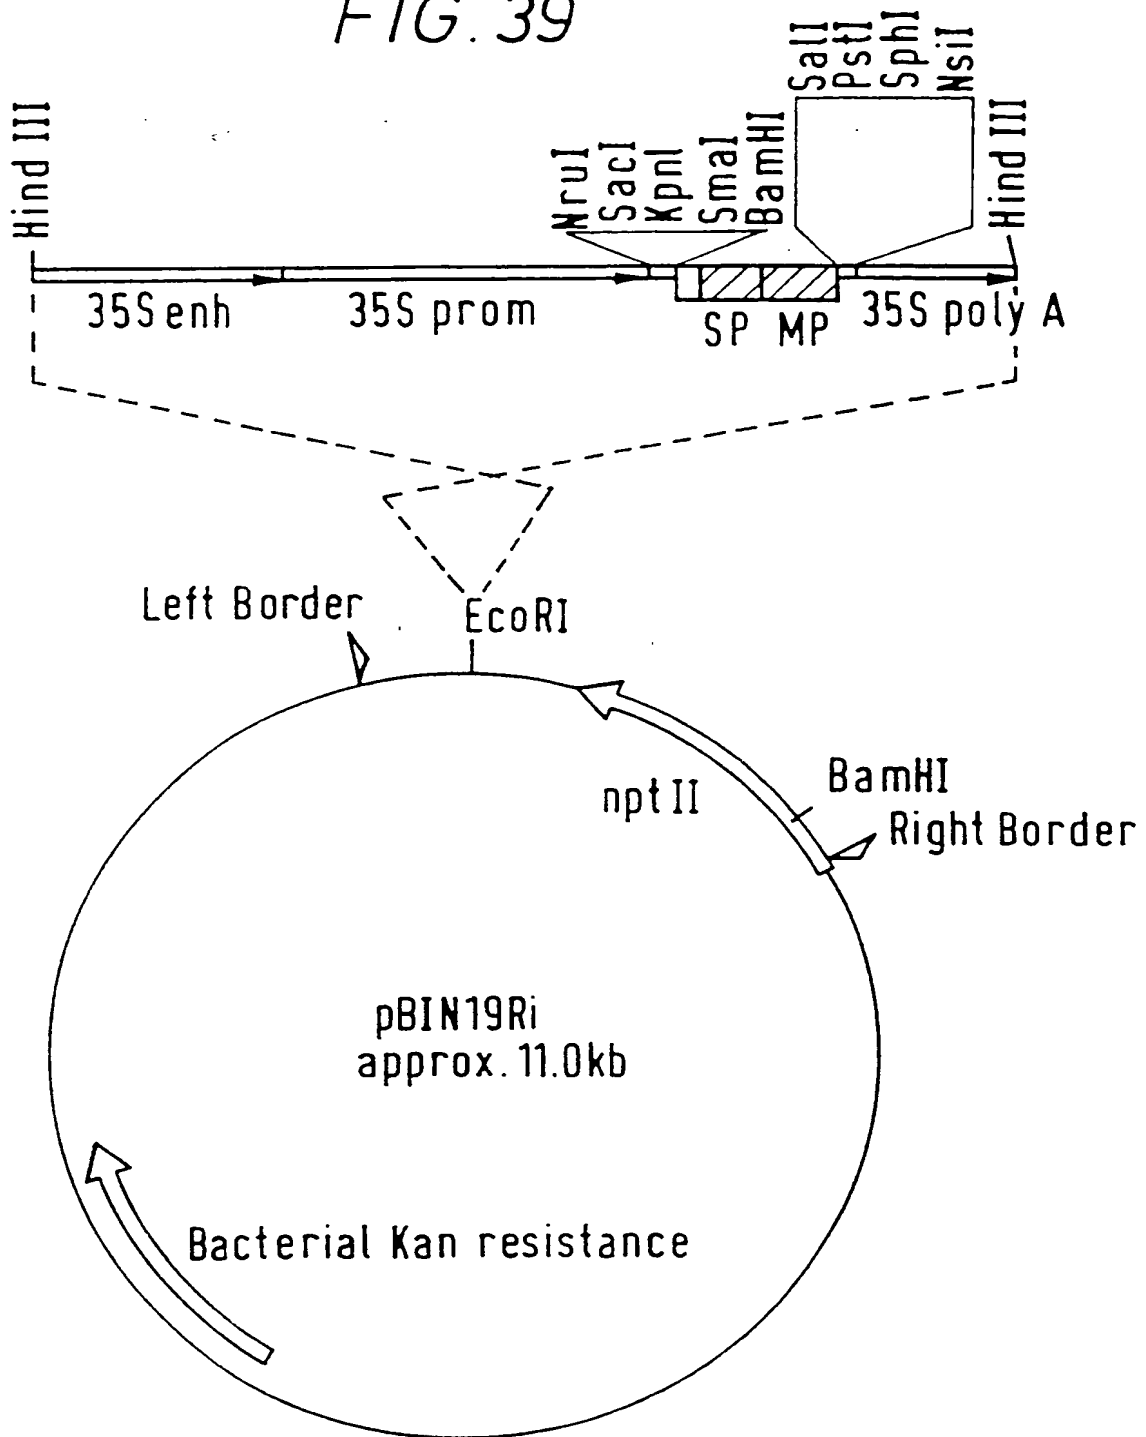 FIG. 39
Hind III
NruI
SacI
KpnI
SmaI
BamHI
SalI
PstI
SphI
NsiI
Hind III
35S enh
35S prom
SP
MP
35S poly A
Left Border
EcoRI
npt II
BamHI
Right Border
pBIN19Ri
approx. 11.0kb
Bacterial Kan resistance